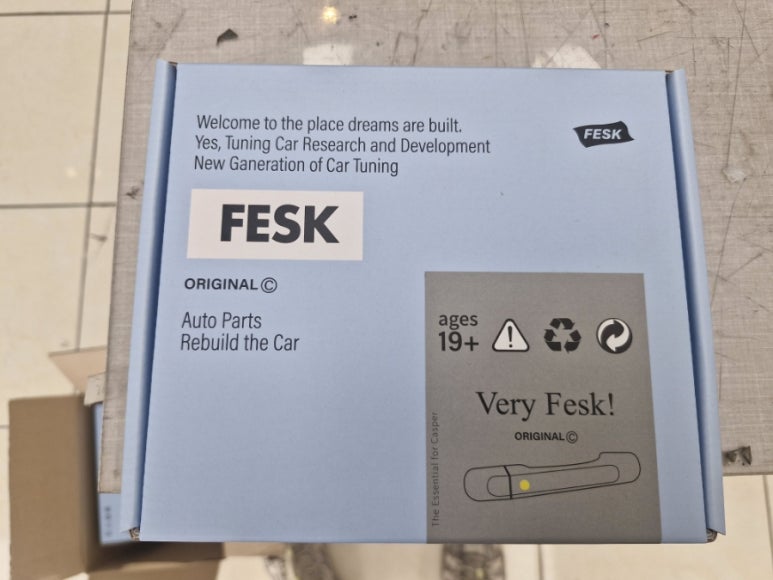 Welcome to the place dreams are built.
Yes, Tuning Car Research and Development
New Ganeration of Car Tuning
FESK
FESK
ORIGINAL©
Auto Parts
Rebuild the Car
ages
19+
Very Fesk!
ORIGINAL©
The Essential for Casper